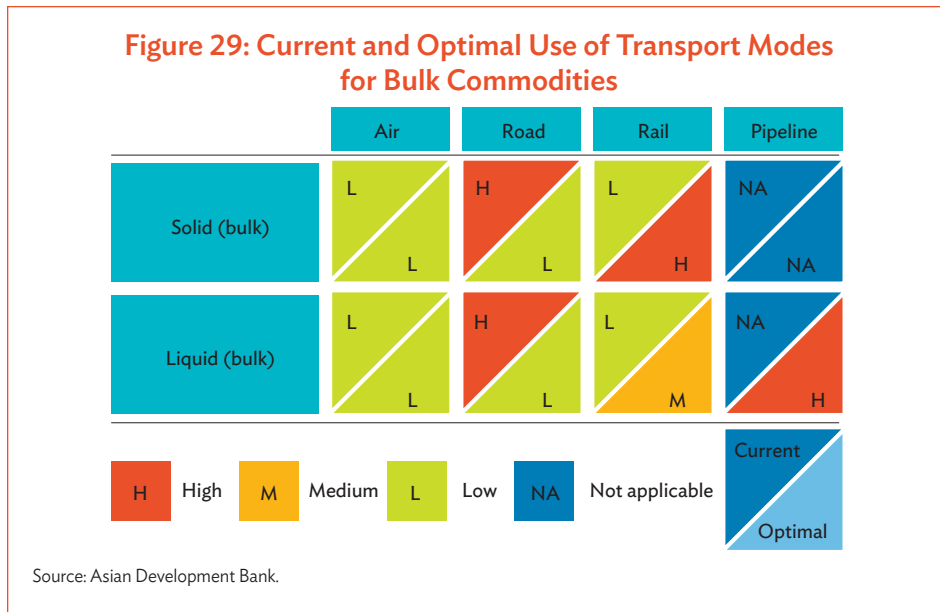 Figure 29: Current and Optimal Use of Transport Modes
for Bulk Commodities
Air Road Rail Pipeline
Solid (bulk)
L H L NA
L L H NA
Liquid (bulk)
L H L NA
L L M H
H High M Medium L Low NA Not applicable
Current
Optimal
Source: Asian Development Bank.